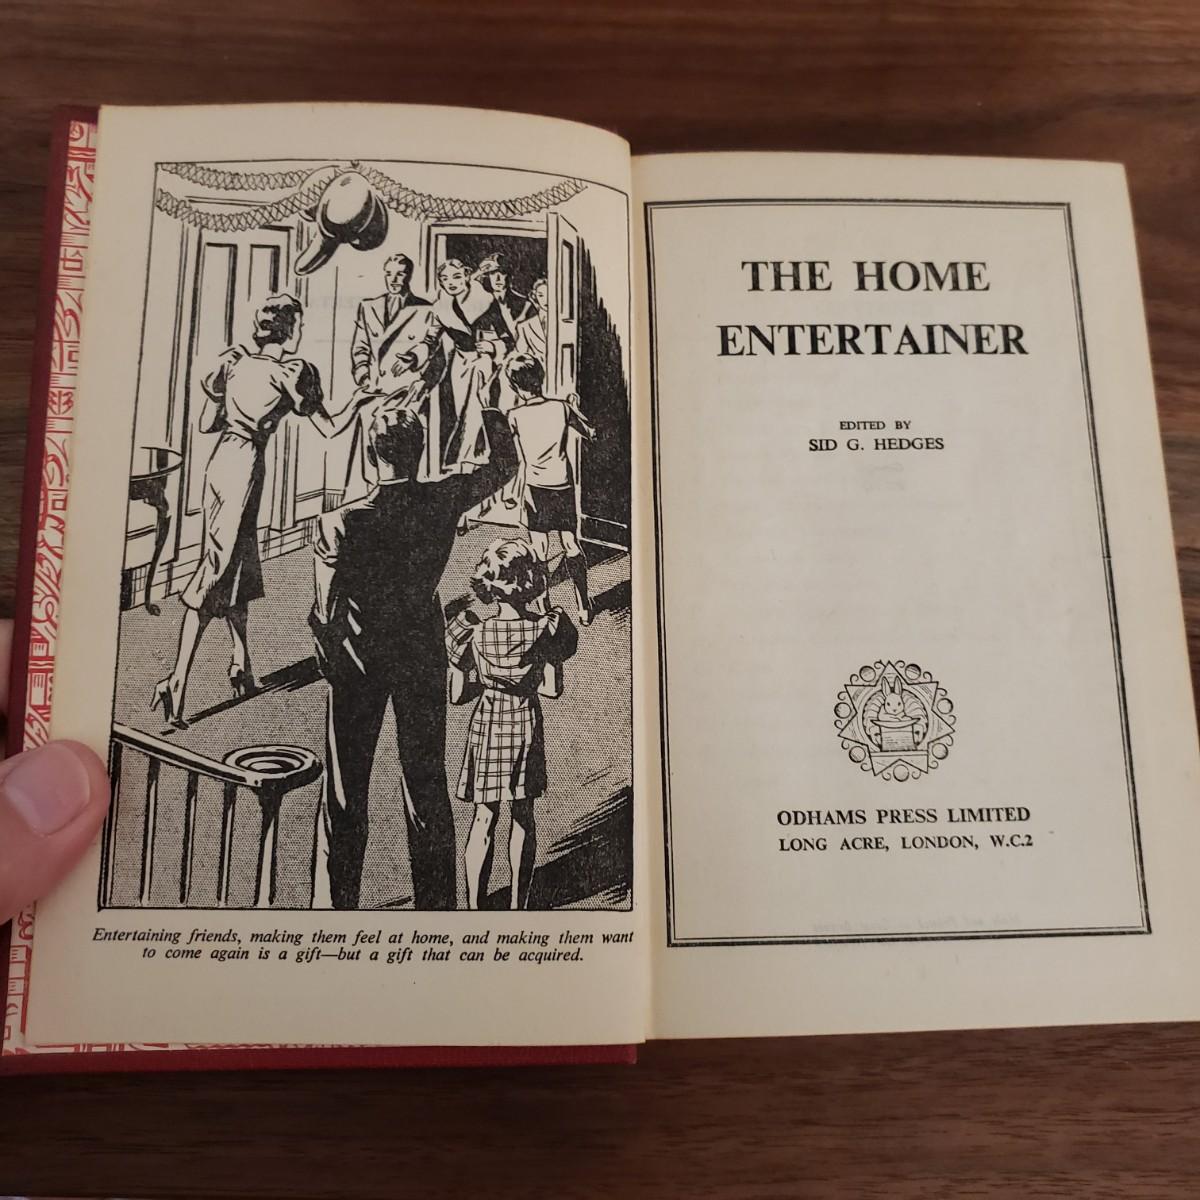 Entertaining friends, making them feel at home, and making them want
to come again is a gift—but a gift that can be acquired.
THE HOME
ENTERTAINER
EDITED BY
SID G. HEDGES
ODHAMS PRESS LIMITED
LONG ACRE, LONDON, W.C.2